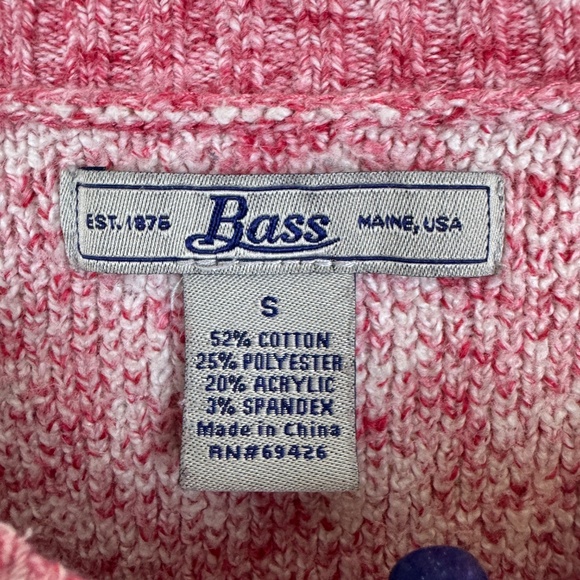 EST. 1876 Bass MAINE, USA
S
52% COTTON
25% POLYESTER
20% ACRYLIC
3% SPANDEX
Made in China
RN#69426